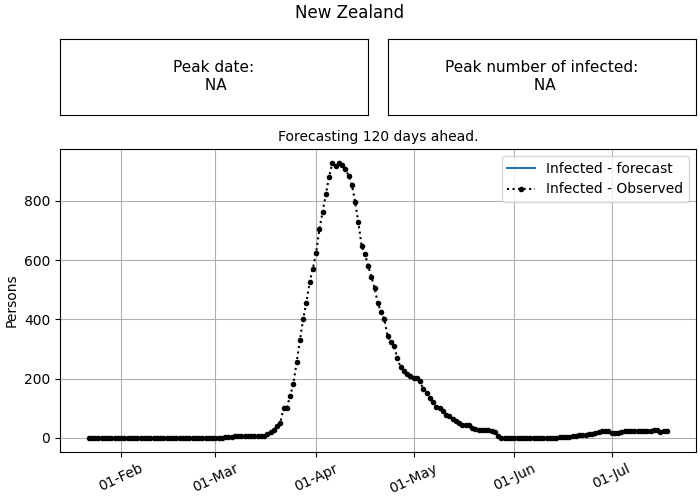 New Zealand
Peak date:
NA
Peak number of infected:
NA
Forecasting 120 days ahead.
Infected - forecast
Infected - Observed
Persons
800
600
400
200
0
01-Feb
01-Mar
01-Apr
01-May
01-Jun
01-Jul